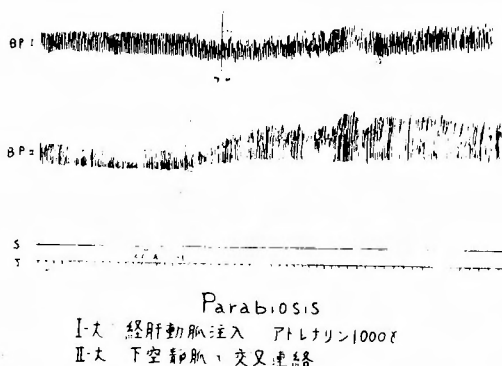 BP I
BP II
S
T
Parabiosis
I-犬 経肝動脈注入 アドレナリン1000γ
II-犬 下空静脈、交叉連絡